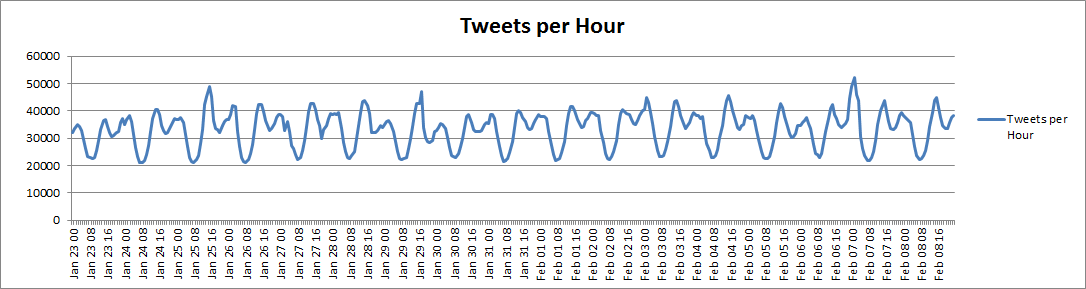 Tweets per Hour
60000
50000
40000
30000
20000
10000
0
Jan 23 00
Jan 23 08
Jan 23 16
Jan 24 00
Jan 24 08
Jan 24 16
Jan 25 00
Jan 25 08
Jan 25 16
Jan 26 00
Jan 26 08
Jan 26 16
Jan 27 00
Jan 27 08
Jan 27 16
Jan 28 00
Jan 28 08
Jan 28 16
Jan 29 00
Jan 29 08
Jan 29 16
Jan 30 00
Jan 30 08
Jan 30 16
Jan 31 00
Jan 31 08
Jan 31 16
Feb 01 00
Feb 01 08
Feb 01 16
Feb 02 00
Feb 02 08
Feb 02 16
Feb 03 00
Feb 03 08
Feb 03 16
Feb 04 00
Feb 04 08
Feb 04 16
Feb 05 00
Feb 05 08
Feb 05 16
Feb 06 00
Feb 06 08
Feb 06 16
Feb 07 00
Feb 07 08
Feb 07 16
Feb 08 00
Feb 08 08
Feb 08 16
Tweets per
Hour